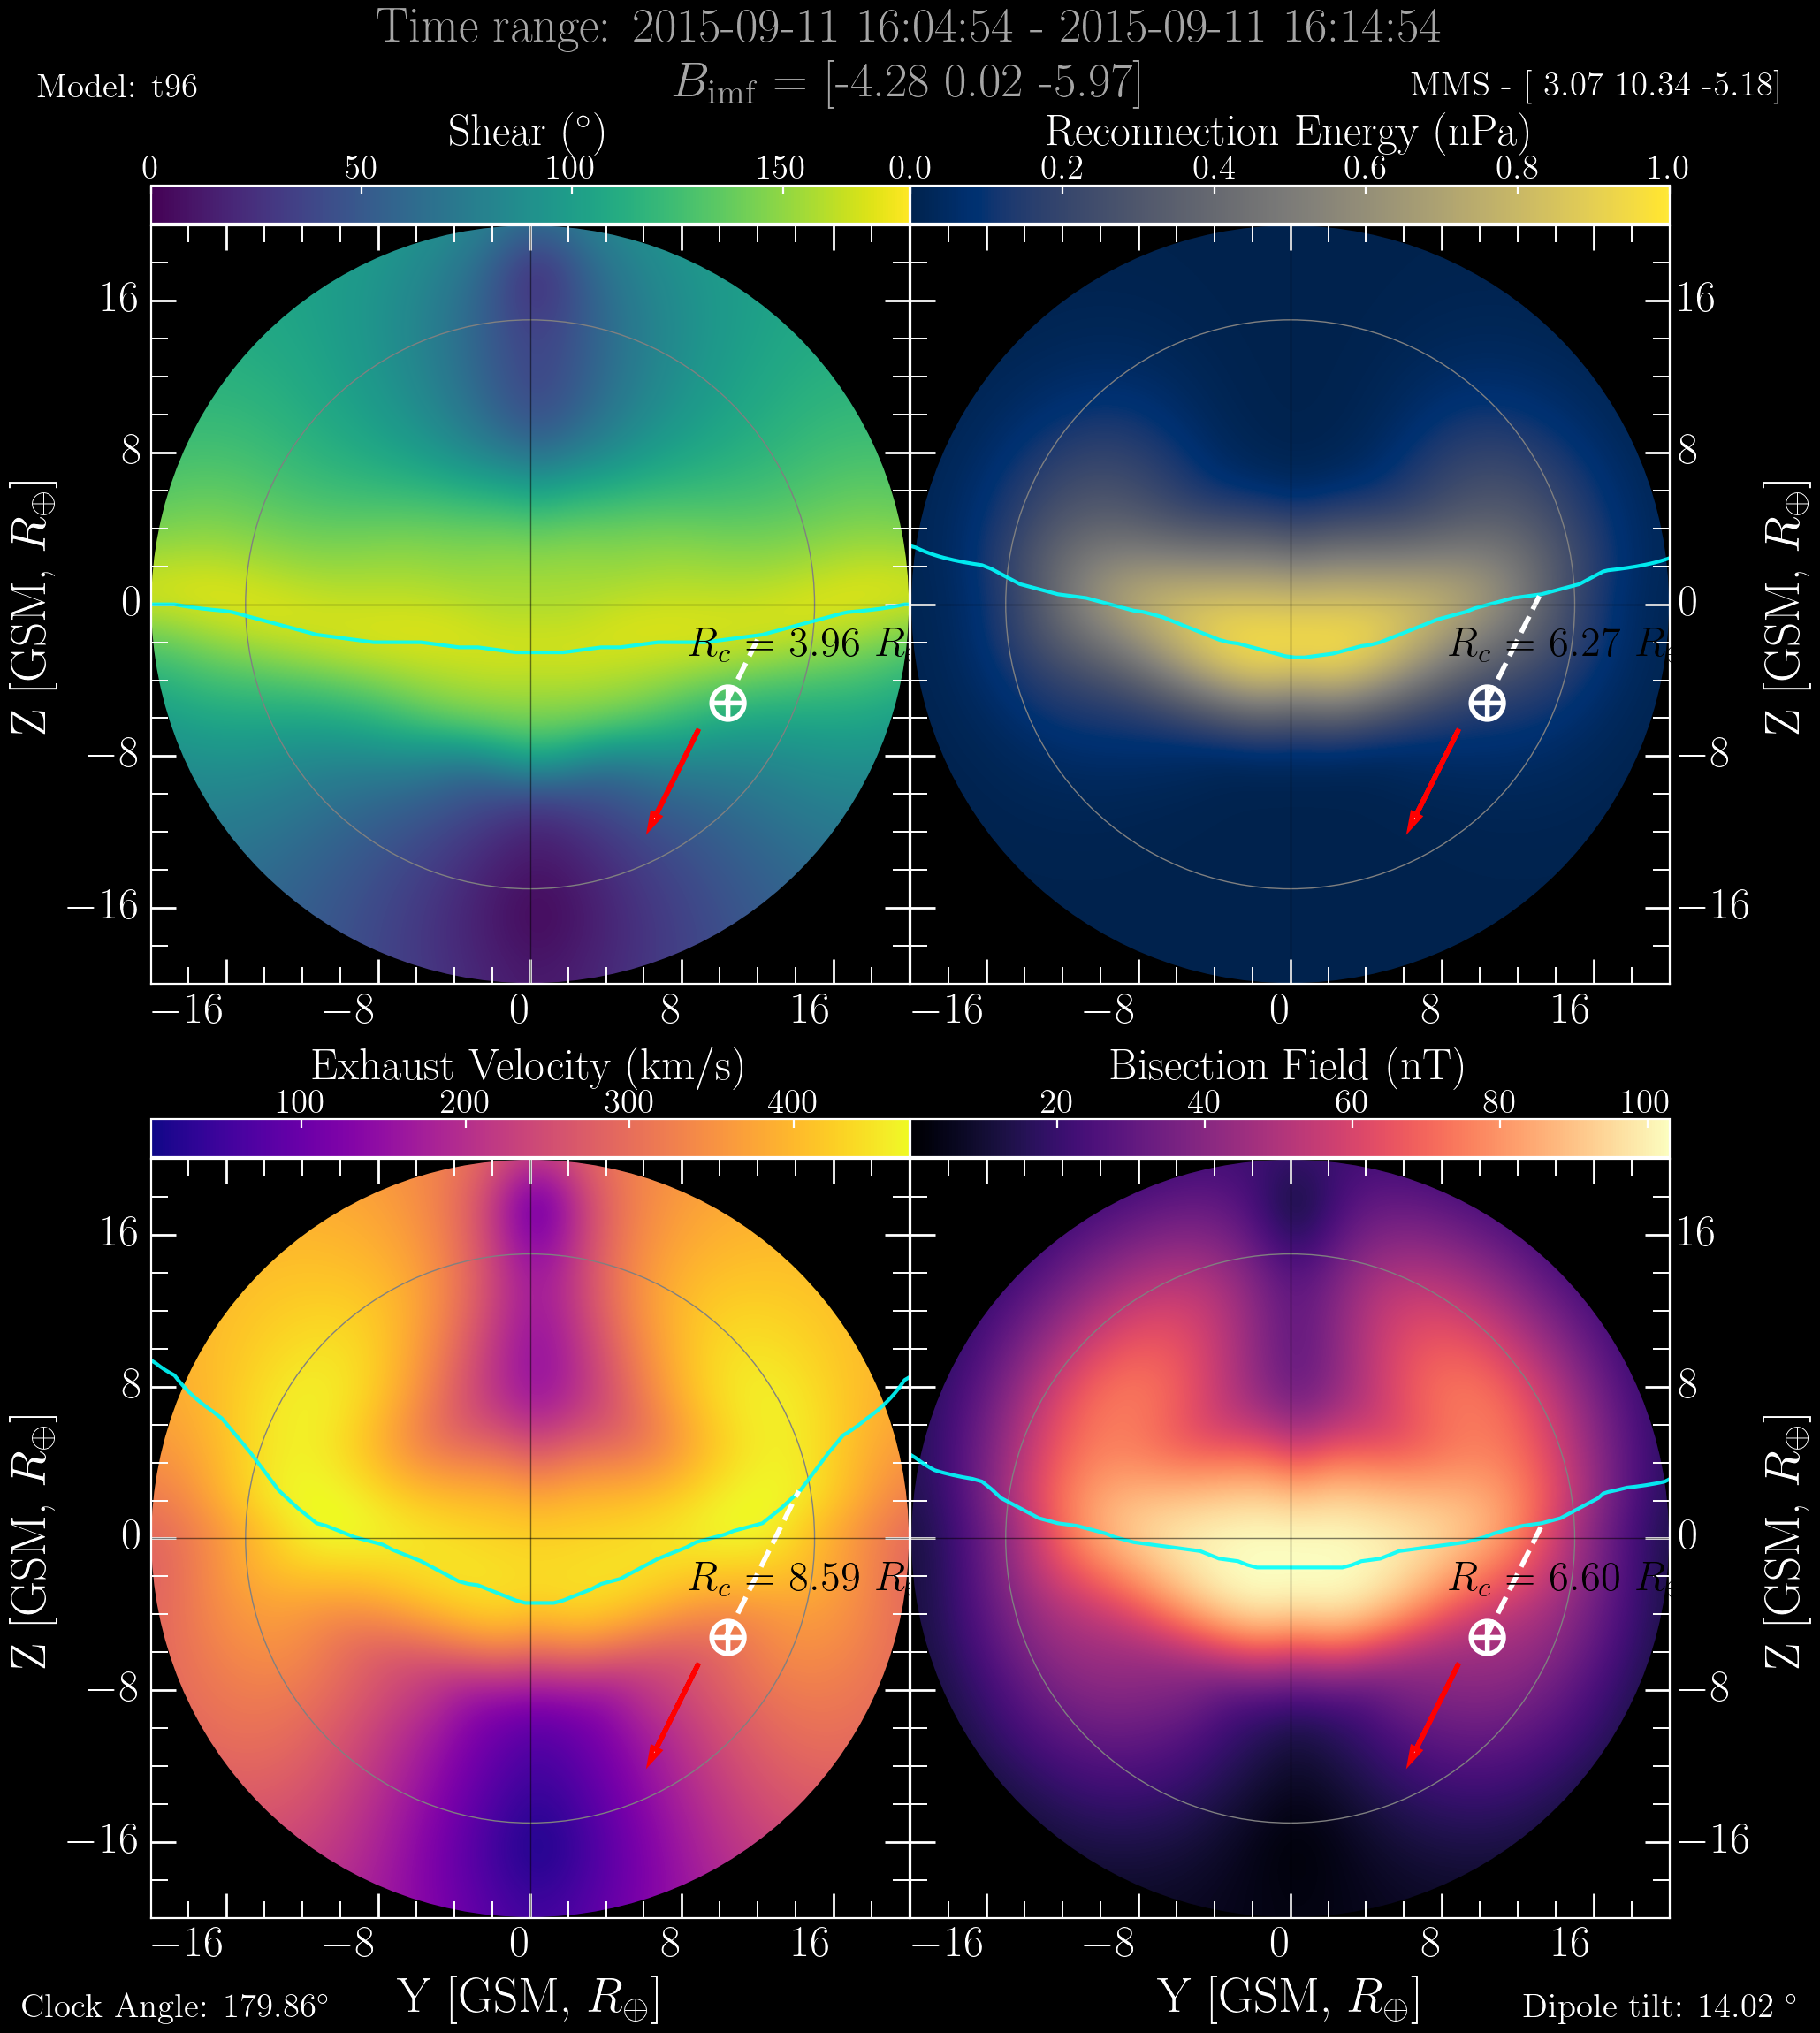 Time range: 2015-09-11 16:04:54 - 2015-09-11 16:14:54
Model: t96
B_imf = [-4.28 0.02 -5.97]
MMS - [ 3.07 10.34 -5.18]
Shear (°)
Reconnection Energy (nPa)
0 50 100 150
0.0 0.2 0.4 0.6 0.8 1.0
Z [GSM, R⊕]
16
8
0
−8
−16
R_c = 3.96 R
R_c = 6.27 R
16
8
0
−8
−16
Z [GSM, R⊕]
−16 −8 0 8 16
−16 −8 0 8 16
Exhaust Velocity (km/s)
Bisection Field (nT)
100 200 300 400
20 40 60 80 100
Z [GSM, R⊕]
16
8
0
−8
−16
R_c = 8.59 R
R_c = 6.60 R
16
8
0
−8
−16
Z [GSM, R⊕]
−16 −8 0 8 16
−16 −8 0 8 16
Y [GSM, R⊕]
Y [GSM, R⊕]
Clock Angle: 179.86°
Dipole tilt: 14.02 °